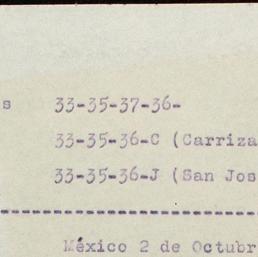 s 33-35-37-36-
33-35-36-C (Carriza
33-35-36-J (San Jos
México 2 de Octubr